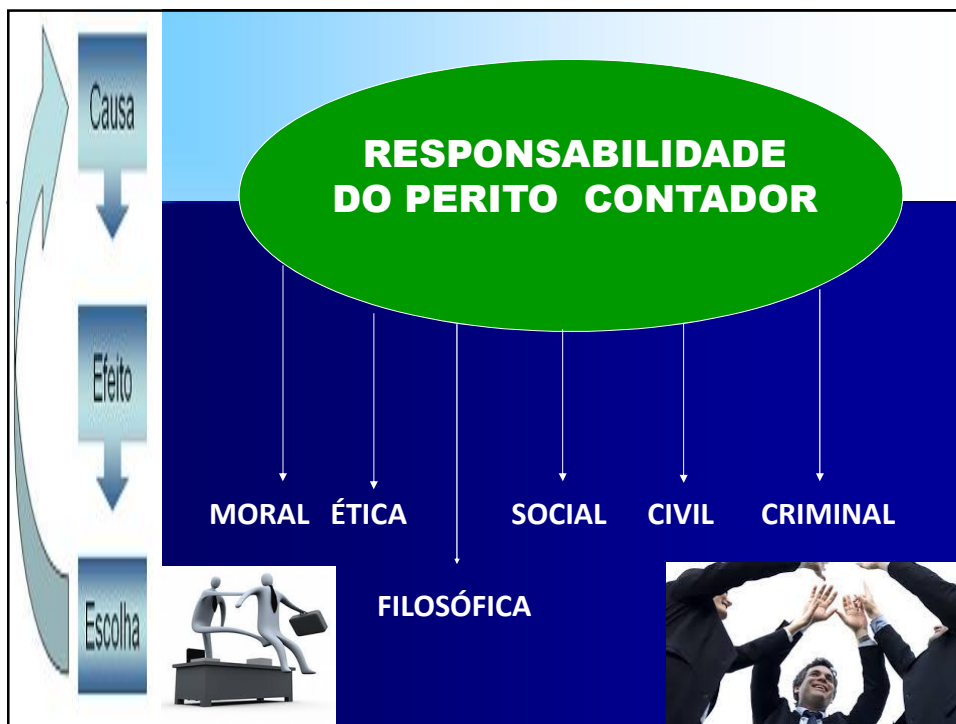 Causa
Efeito
Escolha
RESPONSABILIDADE
DO PERITO CONTADOR
MORAL ÉTICA SOCIAL CIVIL CRIMINAL
FILOSÓFICA